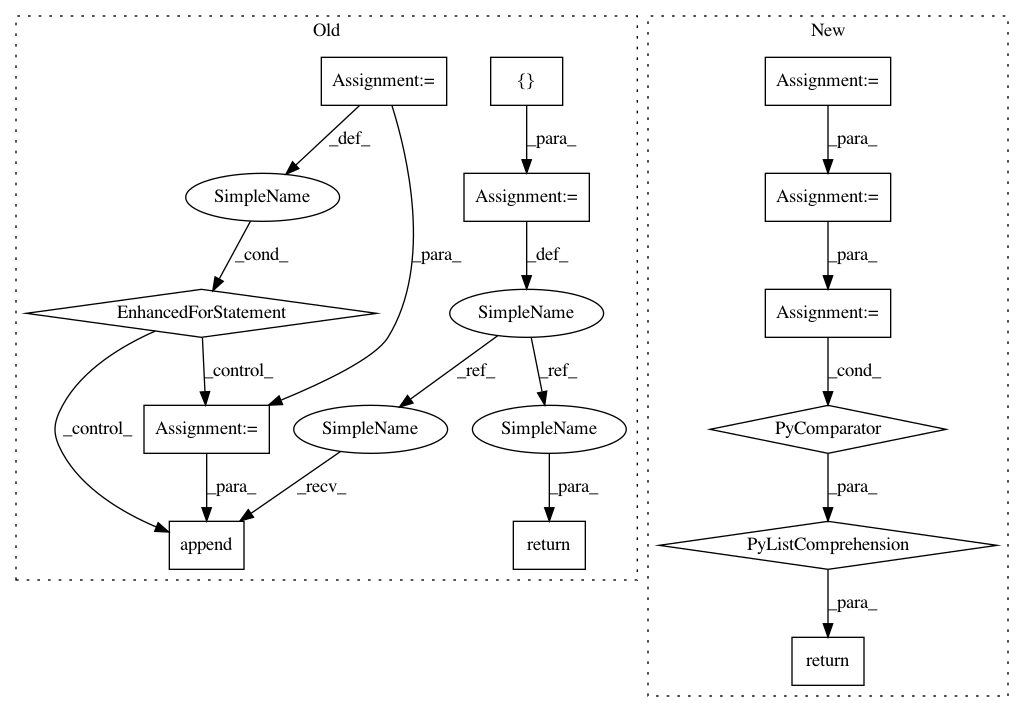 Old
New
Assignment:=
{}
Assignment:=
_def_
_para_
_para_
SimpleName
Assignment:=
Assignment:=
_cond_
_para_
_def_
_para_
EnhancedForStatement
SimpleName
Assignment:=
_control_
_ref_
_ref_
_cond_
_control_
Assignment:=
SimpleName
SimpleName
PyComparator
_para_
_recv_
_para_
_para_
append
return
PyListComprehension
_para_
return